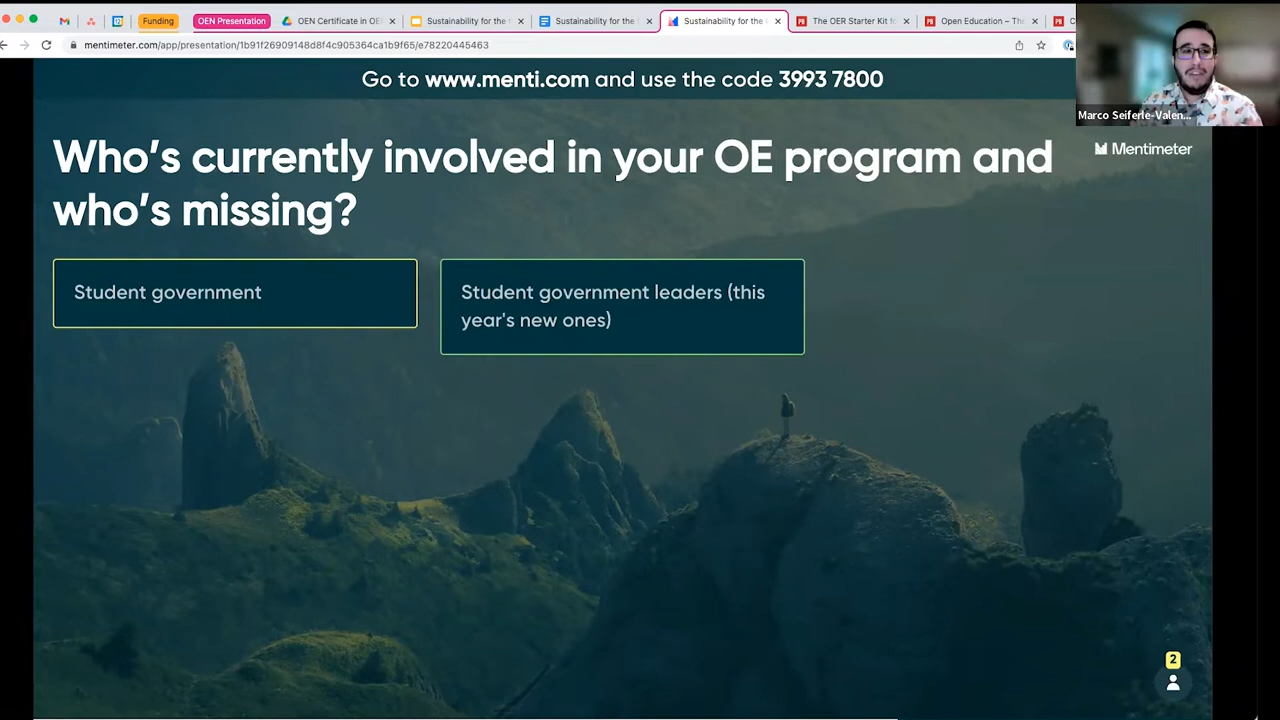 Funding
OEN Presentation
OEN Certificate in OE
Sustainability for the
Sustainability for the
Sustainability for the
The OER Starter Kit fo
Open Education – The
mentimeter.com/app/presentation/1b91f26909148d8f4c905364ca1b9f65/e78220445463
Go to www.menti.com and use the code 3993 7800
Marco Seiferle-Valen...
Mentimeter
Who's currently involved in your OE program and
who's missing?
Student government
Student government leaders (this
year's new ones)
2